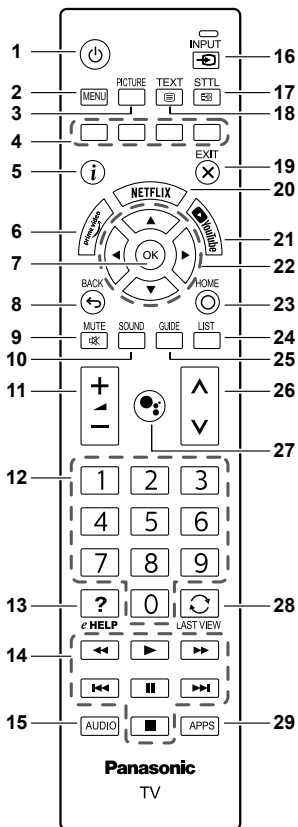 INPUT
1
16
MENU
PICTURE
TEXT
STTL
2
3
17
18
4
EXIT
5
i
19
20
NETFLIX
prime video
YouTube
6
21
7
OK
22
BACK
HOME
8
23
MUTE
SOUND
GUIDE
LIST
9
10
24
25
11
+
−
26
27
12
1 2 3
4 5 6
7 8 9
13
?
0
28
eHELP
LAST VIEW
14
15
AUDIO
APPS
29
Panasonic
TV